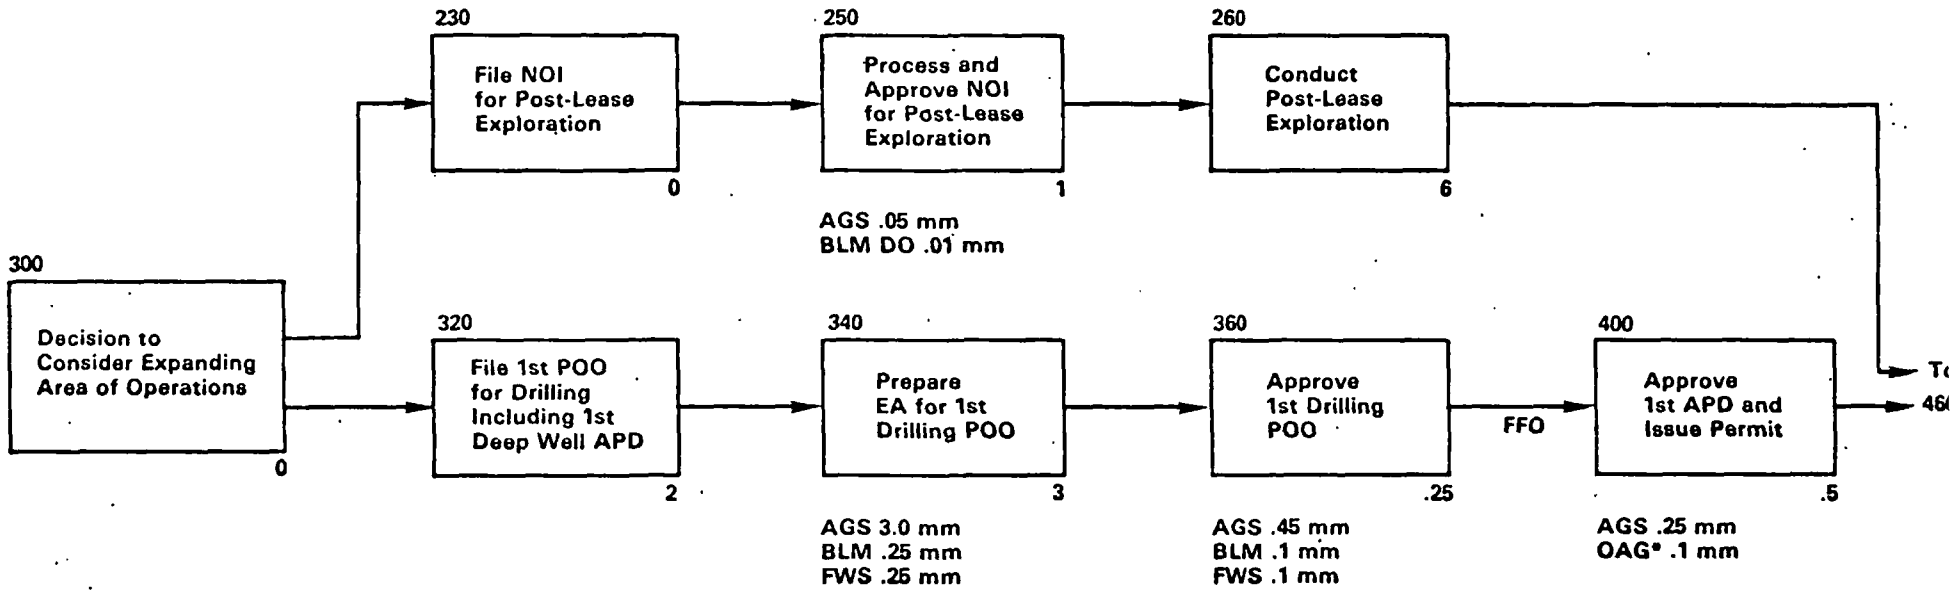 230
File NOI
for Post-Lease
Exploration
0
250
Process and
Approve NOI
for Post-Lease
Exploration
1
AGS .05 mm
BLM DO .01 mm
260
Conduct
Post-Lease
Exploration
6
300
Decision to
Consider Expanding
Area of Operations
0
320
File 1st POO
for Drilling
Including 1st
Deep Well APD
2
340
Prepare
EA for 1st
Drilling POO
3
AGS 3.0 mm
BLM .25 mm
FWS .25 mm
360
Approve
1st Drilling
POO
.25
AGS .45 mm
BLM .1 mm
FWS .1 mm
FFO
400
Approve
1st APD and
Issue Permit
.5
AGS .25 mm
OAG* .1 mm
To
460